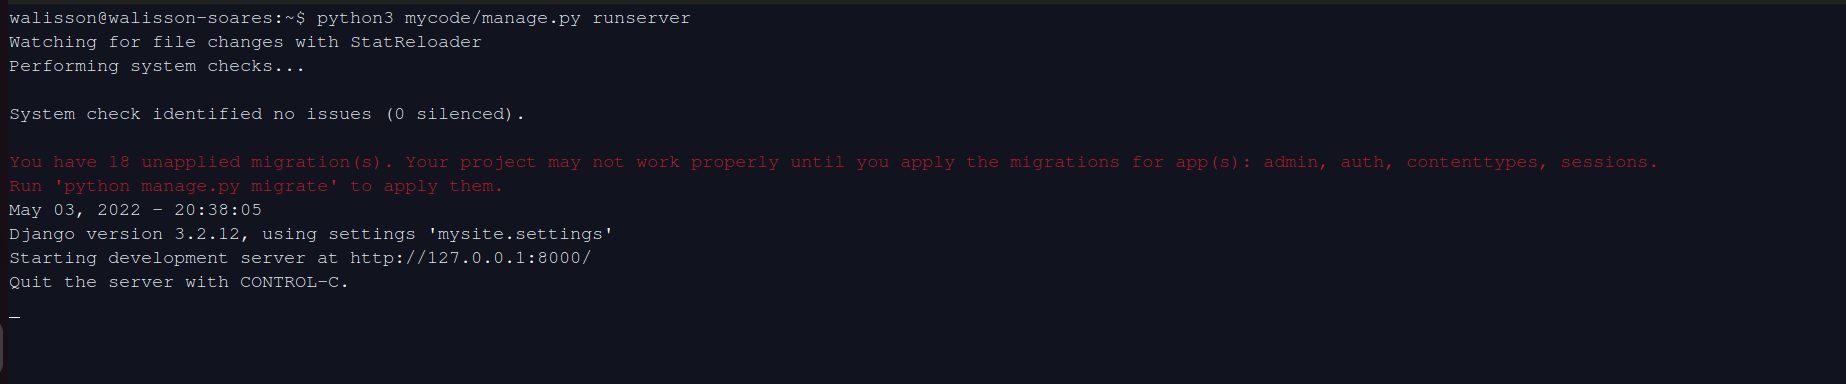 walisson@walisson-soares:~$ python3 mycode/manage.py runserver
Watching for file changes with StatReloader
Performing system checks...
System check identified no issues (0 silenced).
You have 18 unapplied migration(s). Your project may not work properly until you apply the migrations for app(s): admin, auth, contenttypes, sessions.
Run 'python manage.py migrate' to apply them.
May 03, 2022 - 20:38:05
Django version 3.2.12, using settings 'mysite.settings'
Starting development server at http://127.0.0.1:8000/
Quit the server with CONTROL-C.